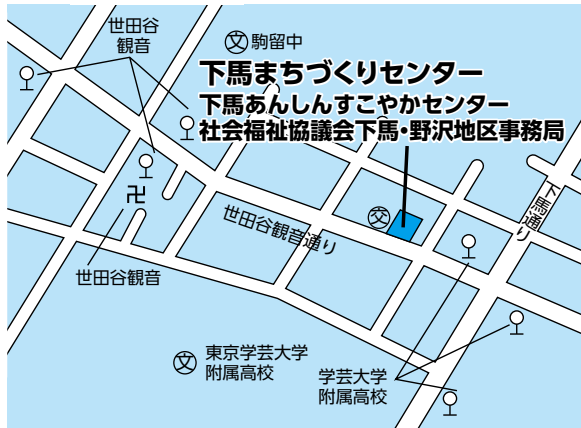 世田谷
観音
文 駒留中
下馬まちづくりセンター
下馬あんしんすこやかセンター
社会福祉協議会下馬・野沢地区事務局
下馬通り
世田谷観音通り
交
卍
世田谷観音
文 東京学芸大学
附属高校
学芸大学
附属高校